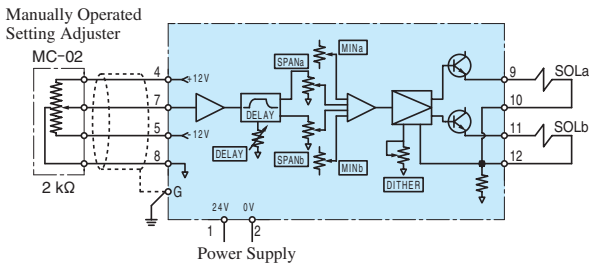 Manually Operated
Setting Adjuster
MC-02
2 kΩ
4
+12V
7
5
-12V
8
G
DELAY
DELAY
SPANa
SPANb
MINa
MINb
DITHER
9
SOLa
10
11
SOLb
12
24V 0V
1 2
Power Supply